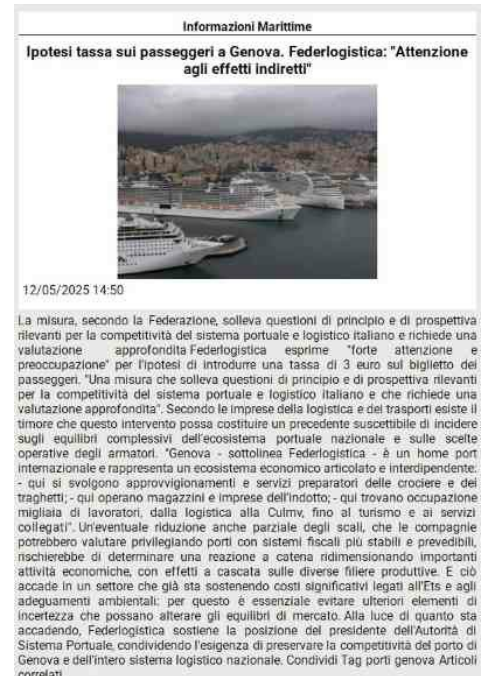 Informazioni Marittime
Ipotesi tassa sui passeggeri a Genova. Federlogistica: "Attenzione
agli effetti indiretti"
12/05/2025 14:50
La misura, secondo la Federazione, solleva questioni di principio e di prospettiva
rilevanti per la competitività del sistema portuale e logistico italiano e richiede una
valutazione approfondita Federlogistica esprime "forte attenzione e
preoccupazione" per l'ipotesi di introdurre una tassa di 3 euro sul biglietto dei
passeggeri. "Una misura che solleva questioni di principio e di prospettiva rilevanti
per la competitività del sistema portuale e logistico italiano e che richiede una
valutazione approfondita". Secondo le imprese della logistica e dei trasporti esiste il
timore che questo intervento possa costituire un precedente suscettibile di incidere
sugli equilibri complessivi dell'ecosistema portuale nazionale e sulle scelte
operative degli armatori. "Genova - sottolinea Federlogistica - è un home port
internazionale e rappresenta un ecosistema economico articolato e interdipendente:
- qui si svolgono approvvigionamenti e servizi preparatori delle crociere e dei
traghetti; - qui operano magazzini e imprese dell'indotto; - qui trovano occupazione
migliaia di lavoratori, dalla logistica alla Culmv, fino al turismo e ai servizi
collegati". Un'eventuale riduzione anche parziale degli scali, che le compagnie
potrebbero valutare privilegiando porti con sistemi fiscali più stabili e prevedibili,
rischierebbe di determinare una reazione a catena ridimensionando importanti
attività economiche, con effetti a cascata sulle diverse filiere produttive. E ciò
accade in un settore che già sta sostenendo costi significativi legati all'Ets e agli
adeguamenti ambientali: per questo è essenziale evitare ulteriori elementi di
incertezza che possano alterare gli equilibri di mercato. Alla luce di quanto sta
accadendo, Federlogistica sostiene la posizione del presidente dell'Autorità di
Sistema Portuale, condividendo l'esigenza di preservare la competitività del porto di
Genova e dell'intero sistema logistico nazionale. Condividi Tag porti genova Articoli
correlati